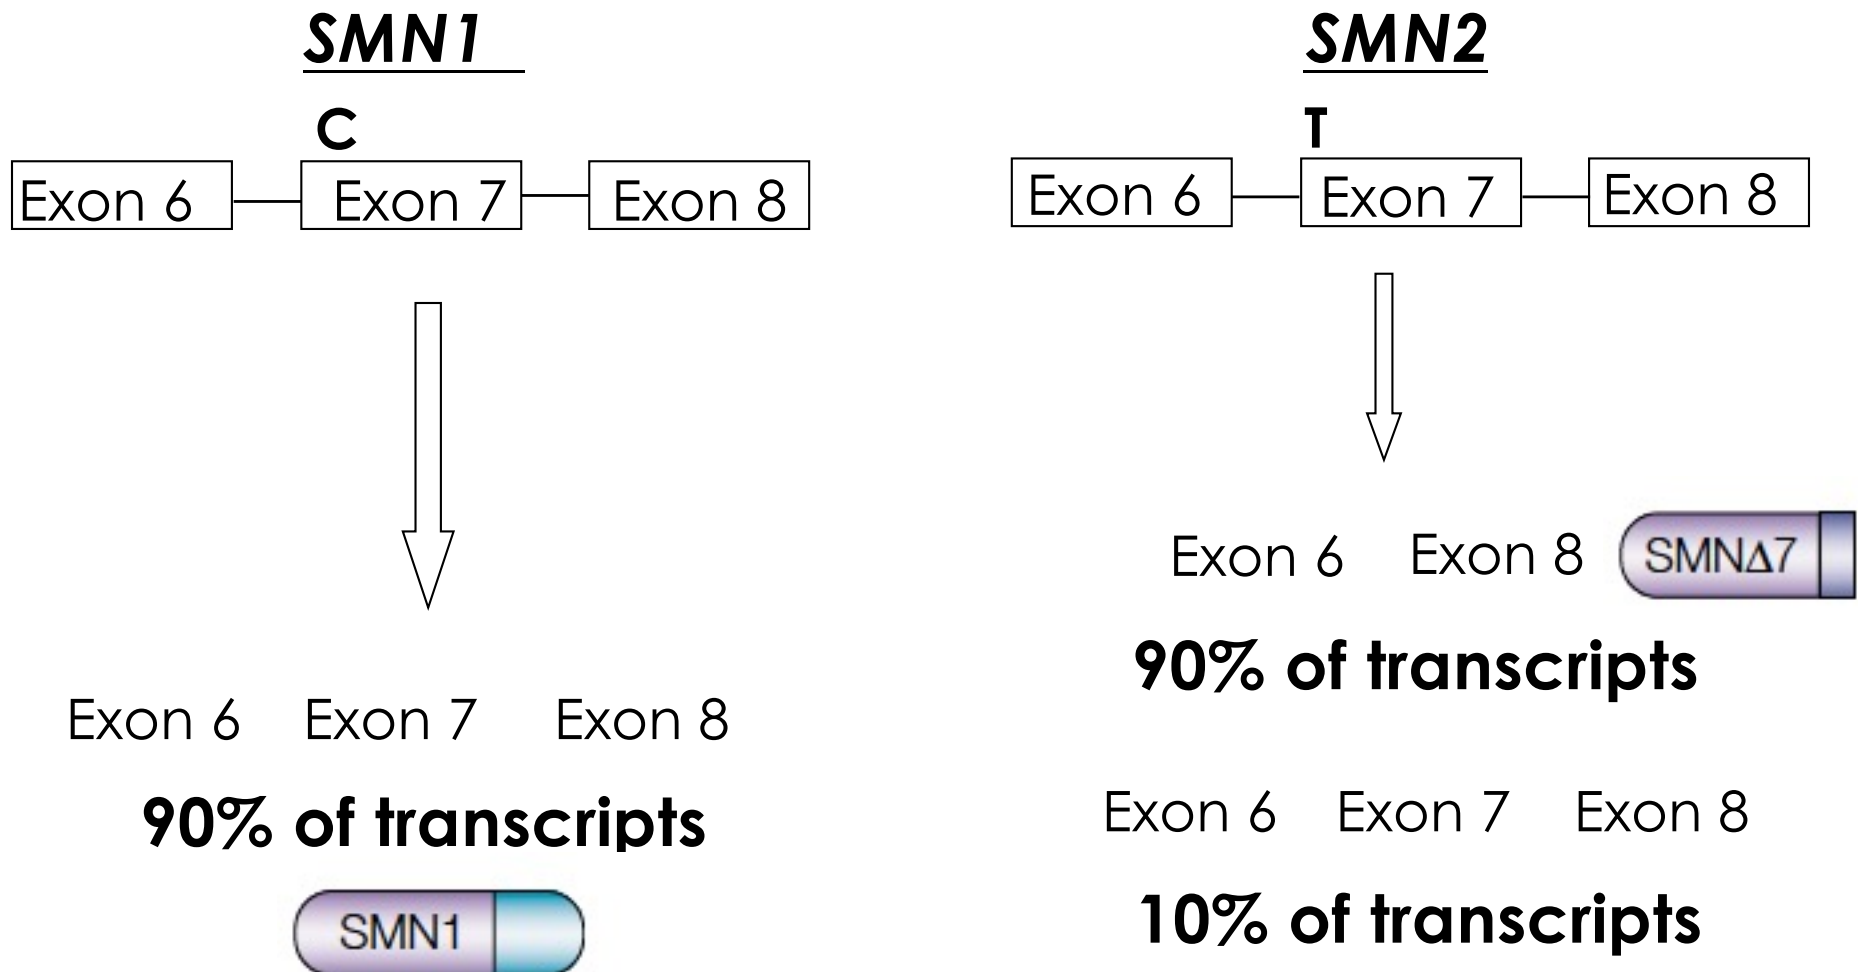 SMN1
C
Exon 6 Exon 7 Exon 8
Exon 6 Exon 7 Exon 8
90% of transcripts
SMN1
SMN2
T
Exon 6 Exon 7 Exon 8
Exon 6 Exon 8 SMNΔ7
90% of transcripts
Exon 6 Exon 7 Exon 8
10% of transcripts